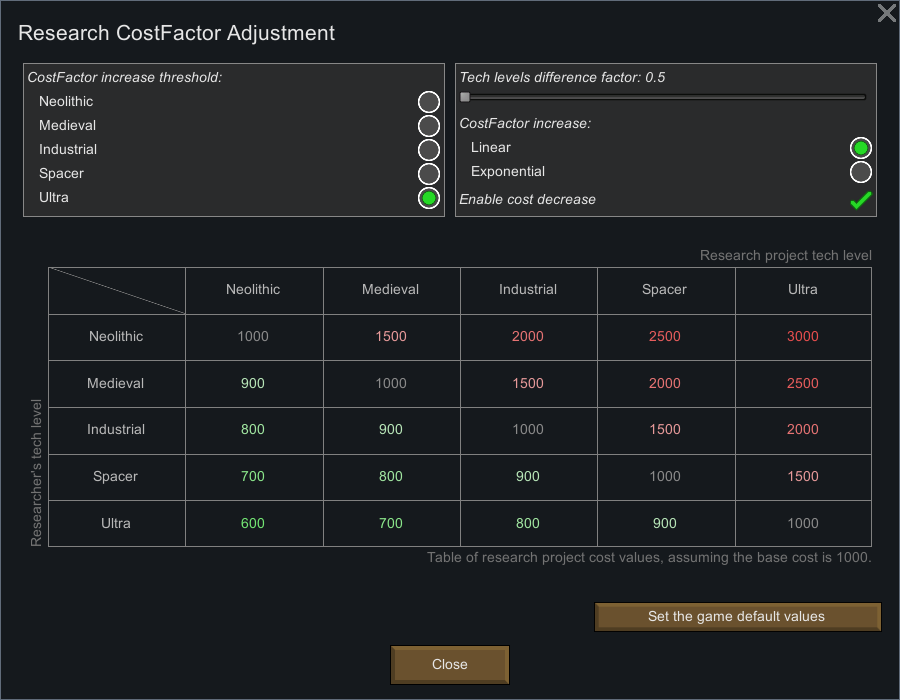 Research CostFactor Adjustment
CostFactor increase threshold:
Neolithic
Medieval
Industrial
Spacer
Ultra
Tech levels difference factor: 0.5
CostFactor increase:
Linear
Exponential
Enable cost decrease
Research project tech level
Neolithic Medieval Industrial Spacer Ultra
Neolithic 1000 1500 2000 2500 3000
Medieval 900 1000 1500 2000 2500
Industrial 800 900 1000 1500 2000
Spacer 700 800 900 1000 1500
Ultra 600 700 800 900 1000
Researcher's tech level
Table of research project cost values, assuming the base cost is 1000.
Set the game default values
Close